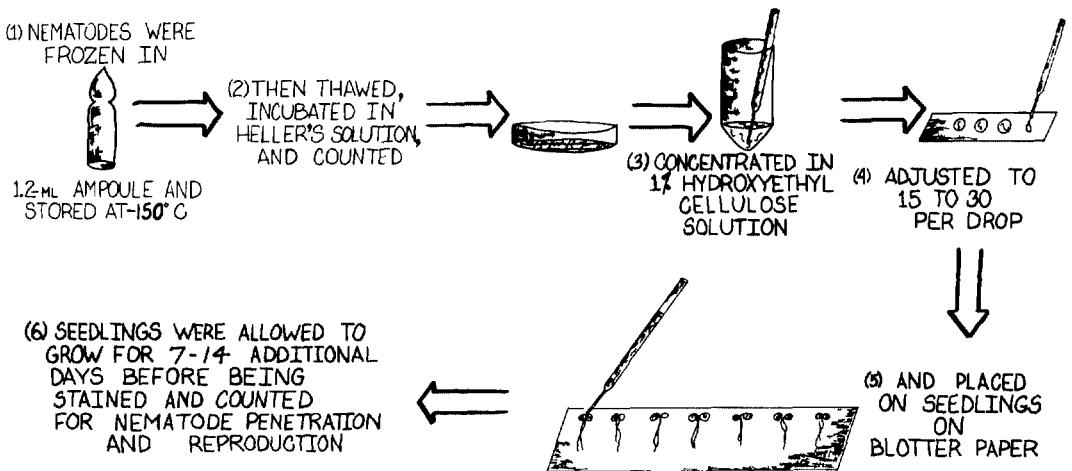 (1) NEMATODES WERE
FROZEN IN
1.2-ML AMPOULE AND
STORED AT -150° C
(2) THEN THAWED,
INCUBATED IN
HELLER'S SOLUTION,
AND COUNTED
(3) CONCENTRATED IN
1% HYDROXYETHYL
CELLULOSE
SOLUTION
(4) ADJUSTED TO
15 TO 30
PER DROP
(5) AND PLACED
ON SEEDLINGS
ON
BLOTTER PAPER
(6) SEEDLINGS WERE ALLOWED TO
GROW FOR 7-14 ADDITIONAL
DAYS BEFORE BEING
STAINED AND COUNTED
FOR NEMATODE PENETRATION
AND REPRODUCTION